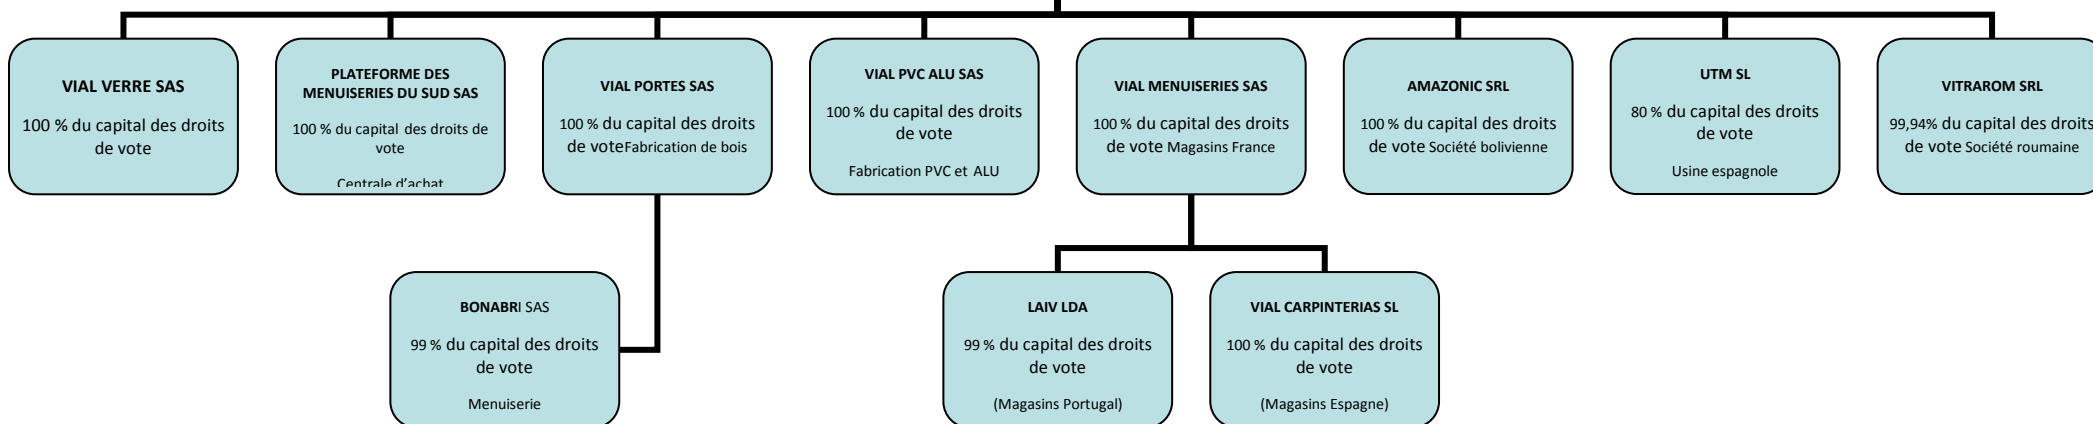 VIAL VERRE SAS
100 % du capital des droits
de vote
PLATEFORME DES
MENUISERIES DU SUD SAS
100 % du capital des droits de
vote
Centrale d'achat
VIAL PORTES SAS
100 % du capital des droits
de voteFabrication de bois
VIAL PVC ALU SAS
100 % du capital des droits
de vote
Fabrication PVC et ALU
VIAL MENUISERIES SAS
100 % du capital des droits
de vote Magasins France
AMAZONIC SRL
100 % du capital des droits
de vote Société bolivienne
UTM SL
80 % du capital des droits
de vote
Usine espagnole
VITRAROM SRL
99,94% du capital des droits
de vote Société roumaine
BONABRI SAS
99 % du capital des droits
de vote
Menuiserie
LAIV LDA
99 % du capital des droits
de vote
(Magasins Portugal)
VIAL CARPINTERIAS SL
100 % du capital des droits
de vote
(Magasins Espagne)